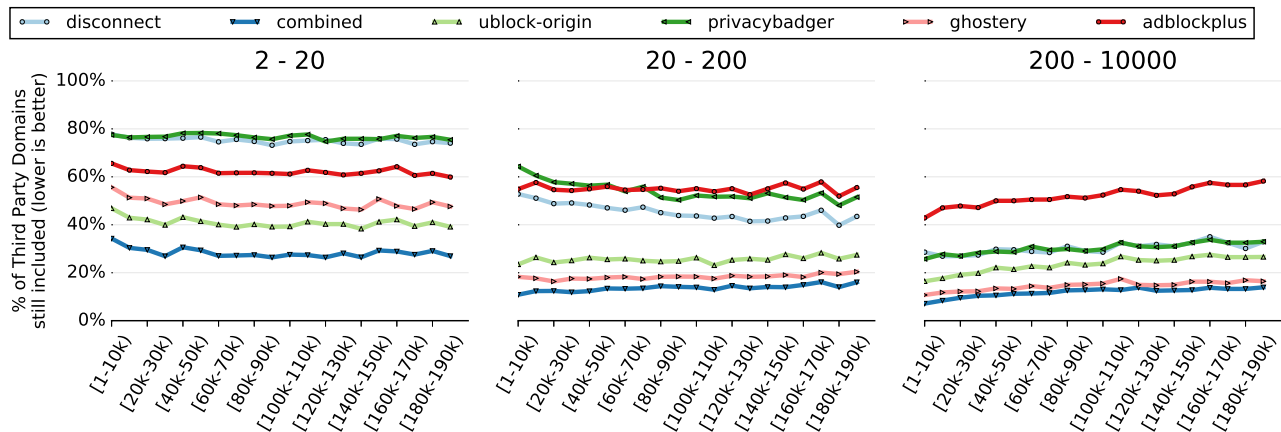 disconnect combined ublock-origin privacybadger ghostery adblockplus
2 - 20 20 - 200 200 - 10000
% of Third Party Domains
still included (lower is better)
100%
80%
60%
40%
20%
0%
[1-10k) [20k-30k) [40k-50k) [60k-70k) [80k-90k) [100k-110k) [120k-130k) [140k-150k) [160k-170k) [180k-190k)
[1-10k) [20k-30k) [40k-50k) [60k-70k) [80k-90k) [100k-110k) [120k-130k) [140k-150k) [160k-170k) [180k-190k)
[1-10k) [20k-30k) [40k-50k) [60k-70k) [80k-90k) [100k-110k) [120k-130k) [140k-150k) [160k-170k) [180k-190k)